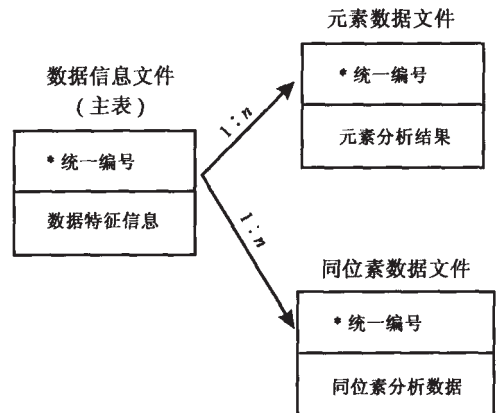 元素数据文件
* 统一编号
元素分析结果
数据信息文件
(主表)
* 统一编号
数据特征信息
1:n
1:n
同位素数据文件
* 统一编号
同位素分析数据